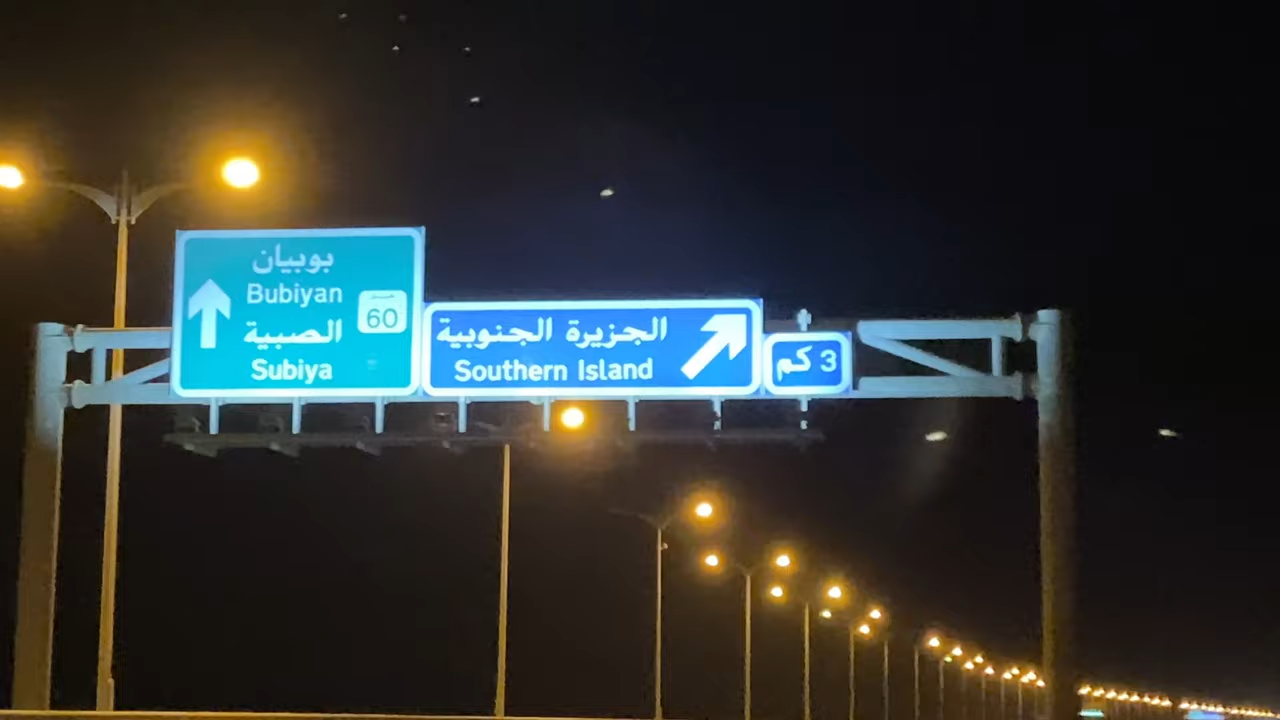 بوبيان
Bubiyan
الصبية
Subiya
60
الجزيرة الجنوبية
Southern Island
3 كم